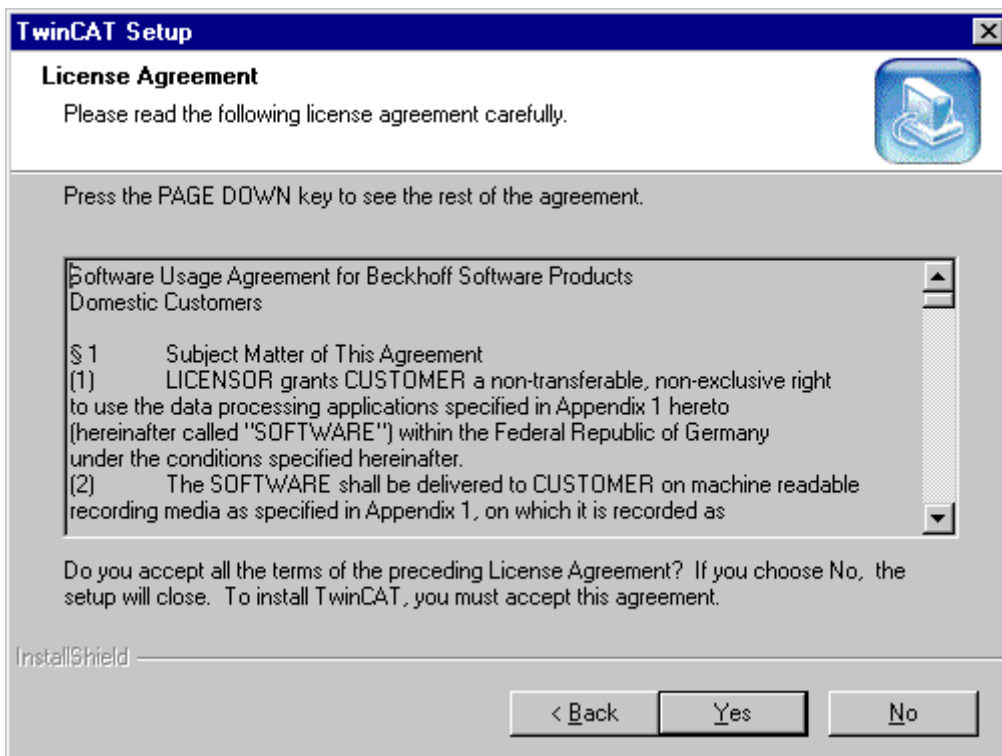 TwinCAT Setup
License Agreement
Please read the following license agreement carefully.
Press the PAGE DOWN key to see the rest of the agreement.
Software Usage Agreement for Beckhoff Software Products
Domestic Customers
§ 1 Subject Matter of This Agreement
(1) LICENSOR grants CUSTOMER a non-transferable, non-exclusive right
to use the data processing applications specified in Appendix 1 hereto
(hereinafter called "SOFTWARE") within the Federal Republic of Germany
under the conditions specified hereinafter.
(2) The SOFTWARE shall be delivered to CUSTOMER on machine readable
recording media as specified in Appendix 1, on which it is recorded as
Do you accept all the terms of the preceding License Agreement? If you choose No, the
setup will close. To install TwinCAT, you must accept this agreement.
InstallShield
< Back Yes No